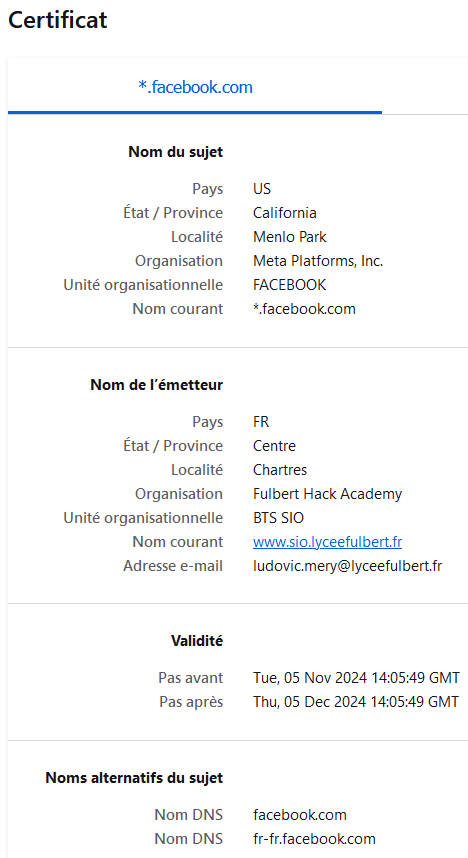 Certificat
*.facebook.com
Nom du sujet
Pays US
État / Province California
Localité Menlo Park
Organisation Meta Platforms, Inc.
Unité organisationnelle FACEBOOK
Nom courant *.facebook.com
Nom de l’émetteur
Pays FR
État / Province Centre
Localité Chartres
Organisation Fulbert Hack Academy
Unité organisationnelle BTS SIO
Nom courant www.sio.lyceefulbert.fr
Adresse e-mail ludovic.mery@lyceefulbert.fr
Validité
Pas avant Tue, 05 Nov 2024 14:05:49 GMT
Pas après Thu, 05 Dec 2024 14:05:49 GMT
Noms alternatifs du sujet
Nom DNS facebook.com
Nom DNS fr-fr.facebook.com